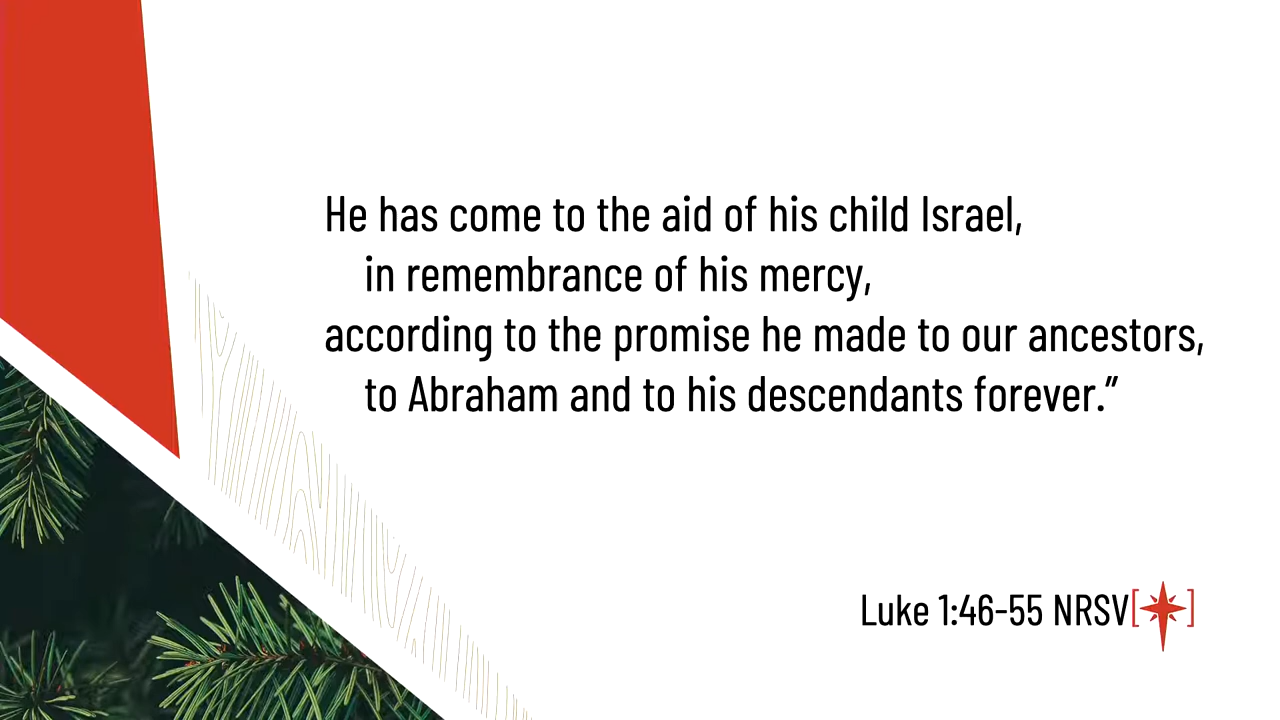 He has come to the aid of his child Israel,
in remembrance of his mercy,
according to the promise he made to our ancestors,
to Abraham and to his descendants forever.”
Luke 1:46-55 NRSV[ ]